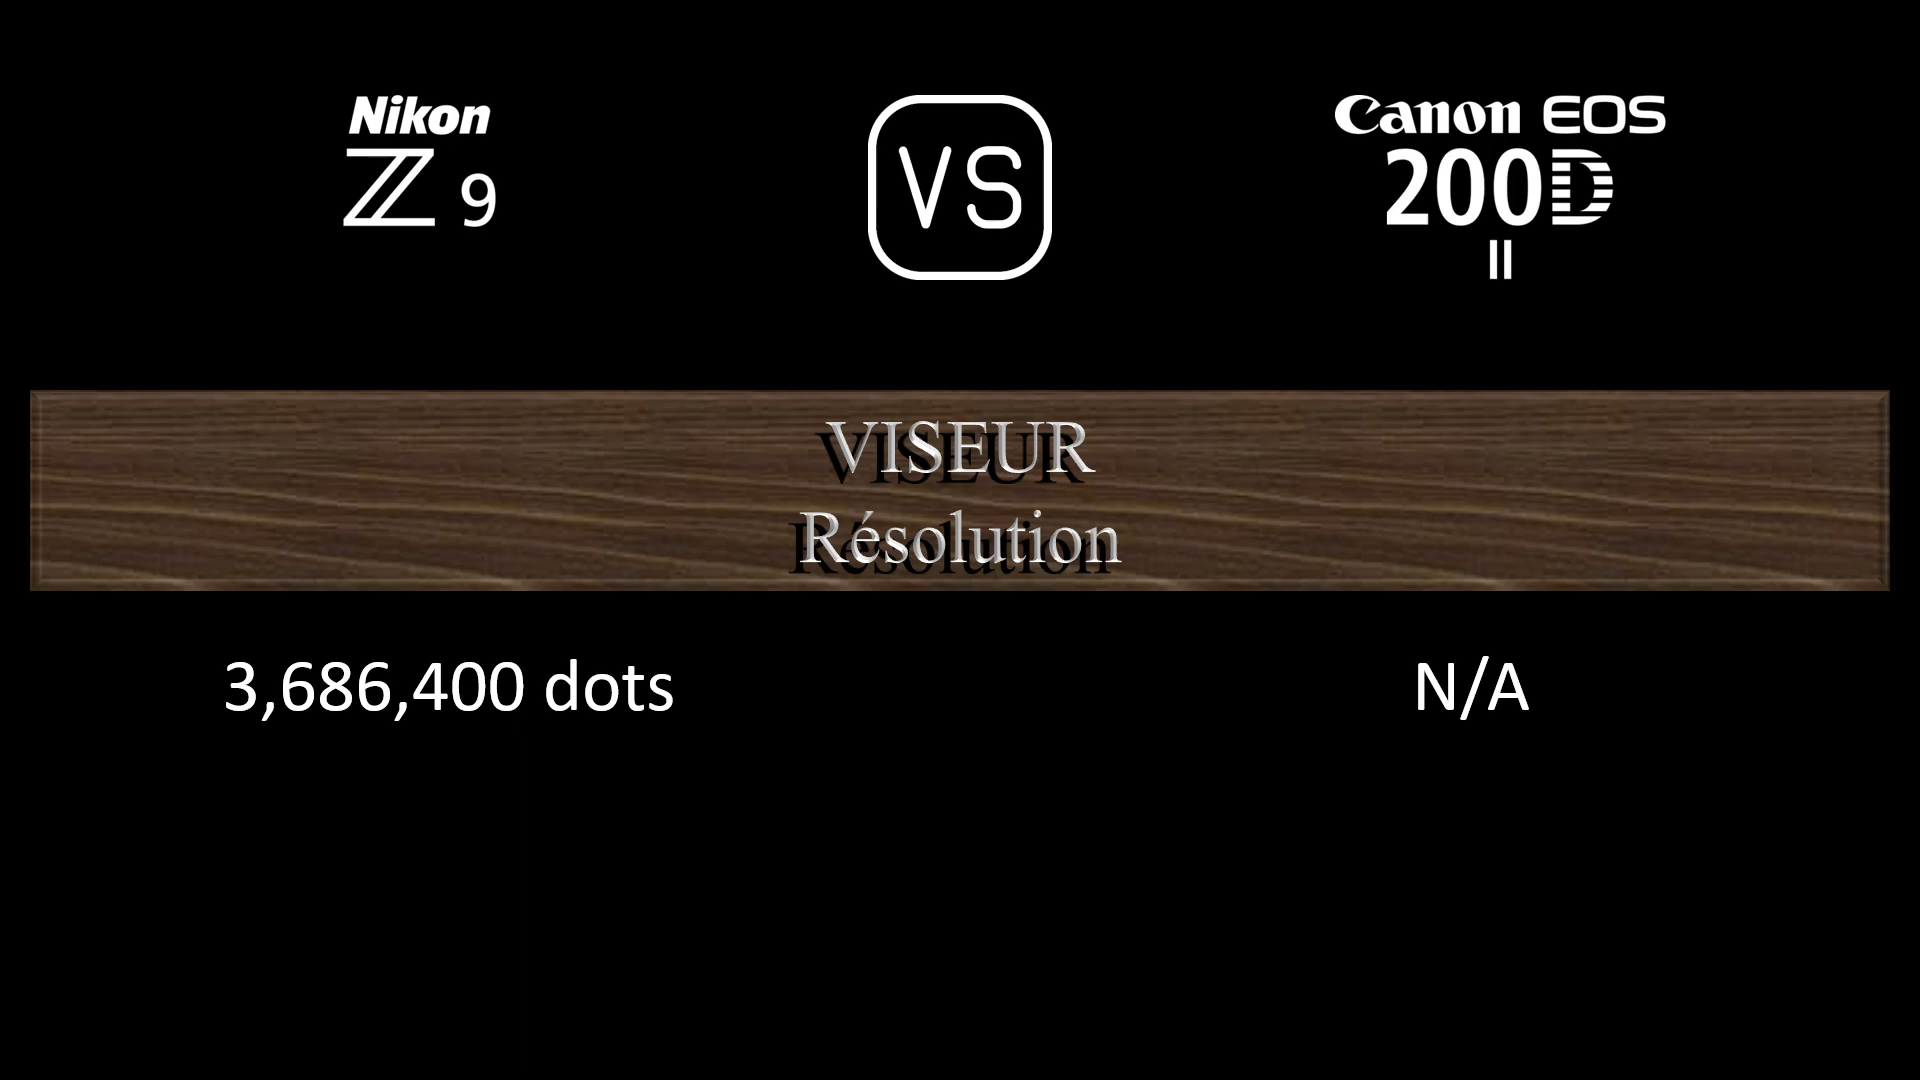 Nikon
Z 9
VS
Canon EOS
200D
II
VISEUR
Résolution
3,686,400 dots
N/A